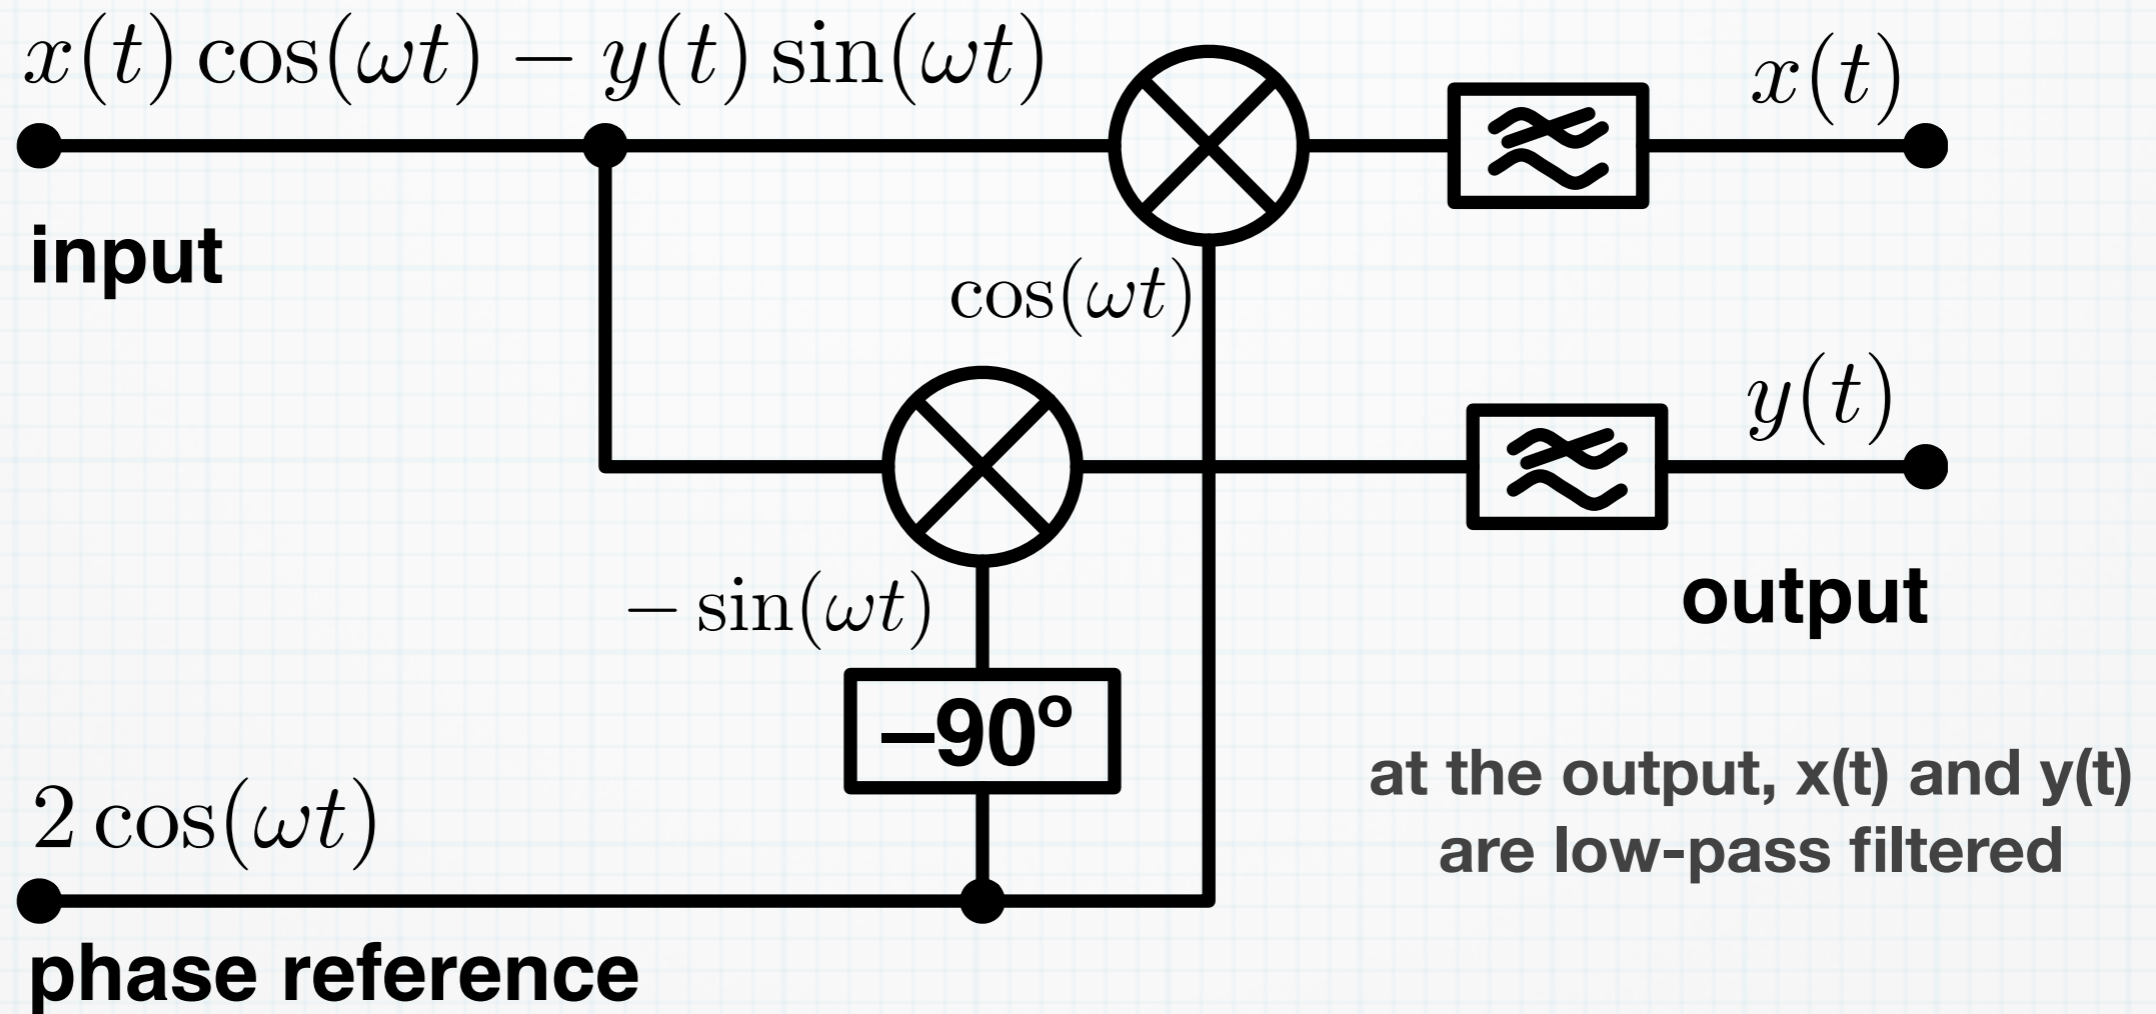 x(t) cos(ωt) − y(t) sin(ωt)
x(t)
input
cos(ωt)
y(t)
− sin(ωt)
output
–90º
2 cos(ωt)
at the output, x(t) and y(t)
are low-pass filtered
phase reference